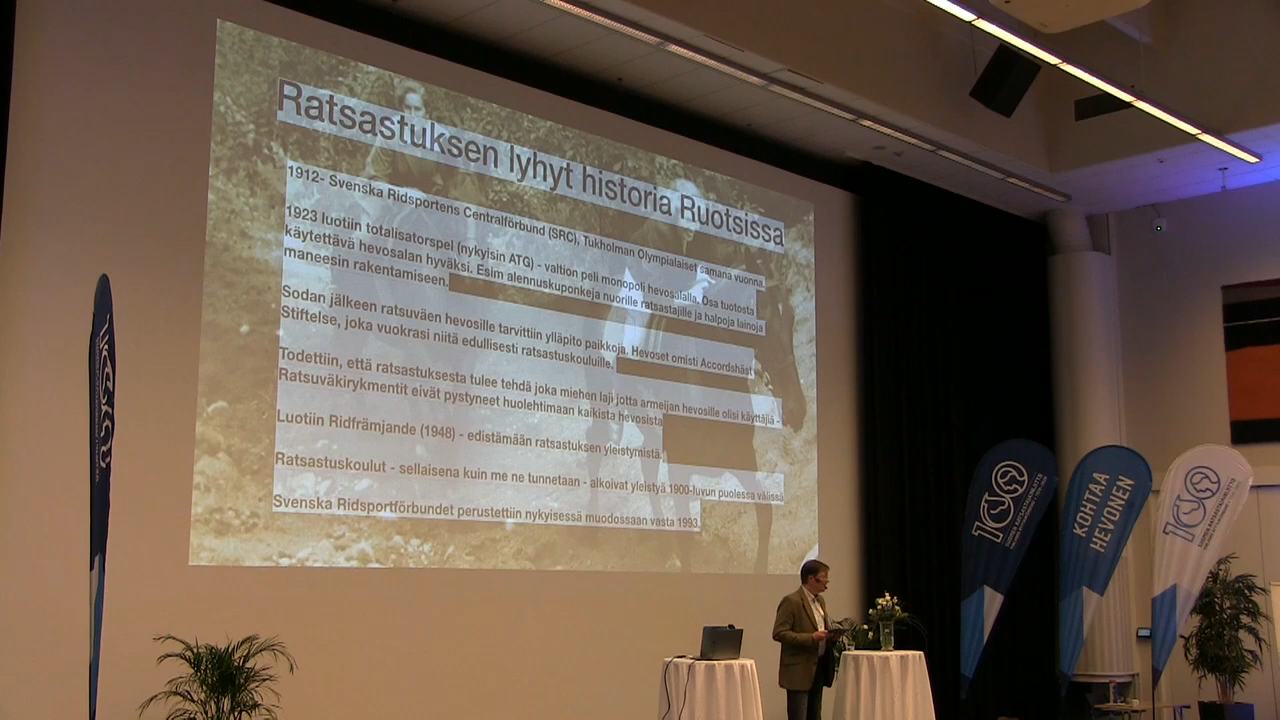 Ratsastuksen lyhyt historia Ruotsissa
1912- Svenska Ridsportens Centralförbund (SRC), Tukholman Olympialaiset samana vuonna.
1923 luotiin totalisatorspel (nykyisin ATG) - valtion peli monopoli hevosalalla. Osa tuotosta
käytettävä hevosalan hyväksi. Esim alennuskuponkeja nuorille ratsastajille ja halpoja lainoja
maneesin rakentamiseen.
Sodan jälkeen ratsuväen hevosille tarvittiin ylläpito paikkoja. Hevoset omisti Accordshäst
Stiftelse, joka vuokrasi niitä edullisesti ratsastuskouluille.
Todettiin, että ratsastuksesta tulee tehdä joka miehen laji jotta armeijan hevosille olisi käyttäjiä -
Ratsuväkirykmentit eivät pystyneet huolehtimaan kaikista hevosista
Luotiin Ridfrämjande (1948) - edistämään ratsastuksen yleistymistä.
Ratsastuskoulut - sellaisena kuin me ne tunnetaan - alkoivat yleistyä 1900-luvun puolessa välissä
Svenska Ridsportförbundet perustettiin nykyisessä muodossaan vasta 1993.
100
KOHTAA
HEVONEN
100